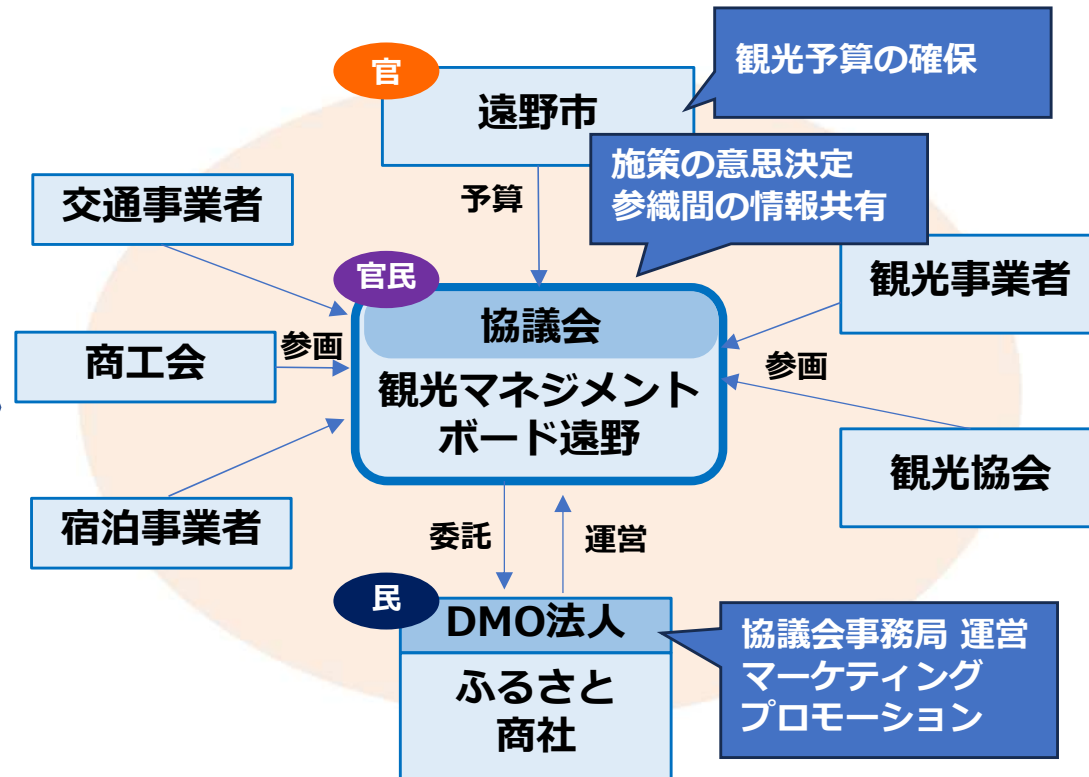 官
遠野市
観光予算の確保
施策の意思決定
参織間の情報共有
予算
交通事業者
商工会
宿泊事業者
参画
官民
協議会
観光マネジメント
ボード遠野
観光事業者
参画
観光協会
委託
運営
民
DMO法人
ふるさと
商社
協議会事務局 運営
マーケティング
プロモーション